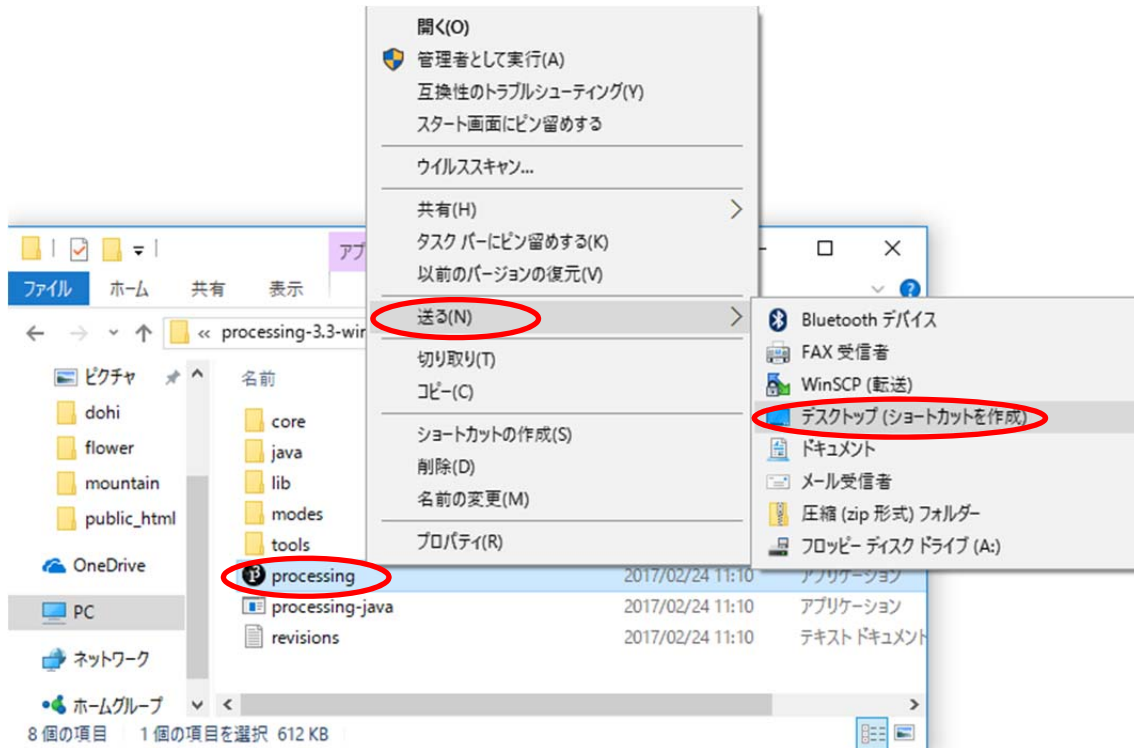 開く(O)
管理者として実行(A)
互換性のトラブルシューティング(Y)
スタート画面にピン留めする
ウイルススキャン...
共有(H)
タスク バーにピン留めする(K)
以前のバージョンの復元(V)
送る(N)
切り取り(T)
コピー(C)
ショートカットの作成(S)
削除(D)
名前の変更(M)
プロパティ(R)
Bluetooth デバイス
FAX 受信者
WinSCP (転送)
デスクトップ (ショートカットを作成)
ドキュメント
メール受信者
圧縮 (zip 形式) フォルダー
フロッピー ディスク ドライブ (A:)
ファイル ホーム 共有 表示
« processing-3.3-win
ピクチャ
dohi
flower
mountain
public_html
OneDrive
PC
ネットワーク
ホームグループ
名前
core
java
lib
modes
tools
processing 2017/02/24 11:10 アプリケーション
processing-java 2017/02/24 11:10 アプリケーション
revisions 2017/02/24 11:10 テキスト ドキュメント
8 個の項目 1 個の項目を選択 612 KB